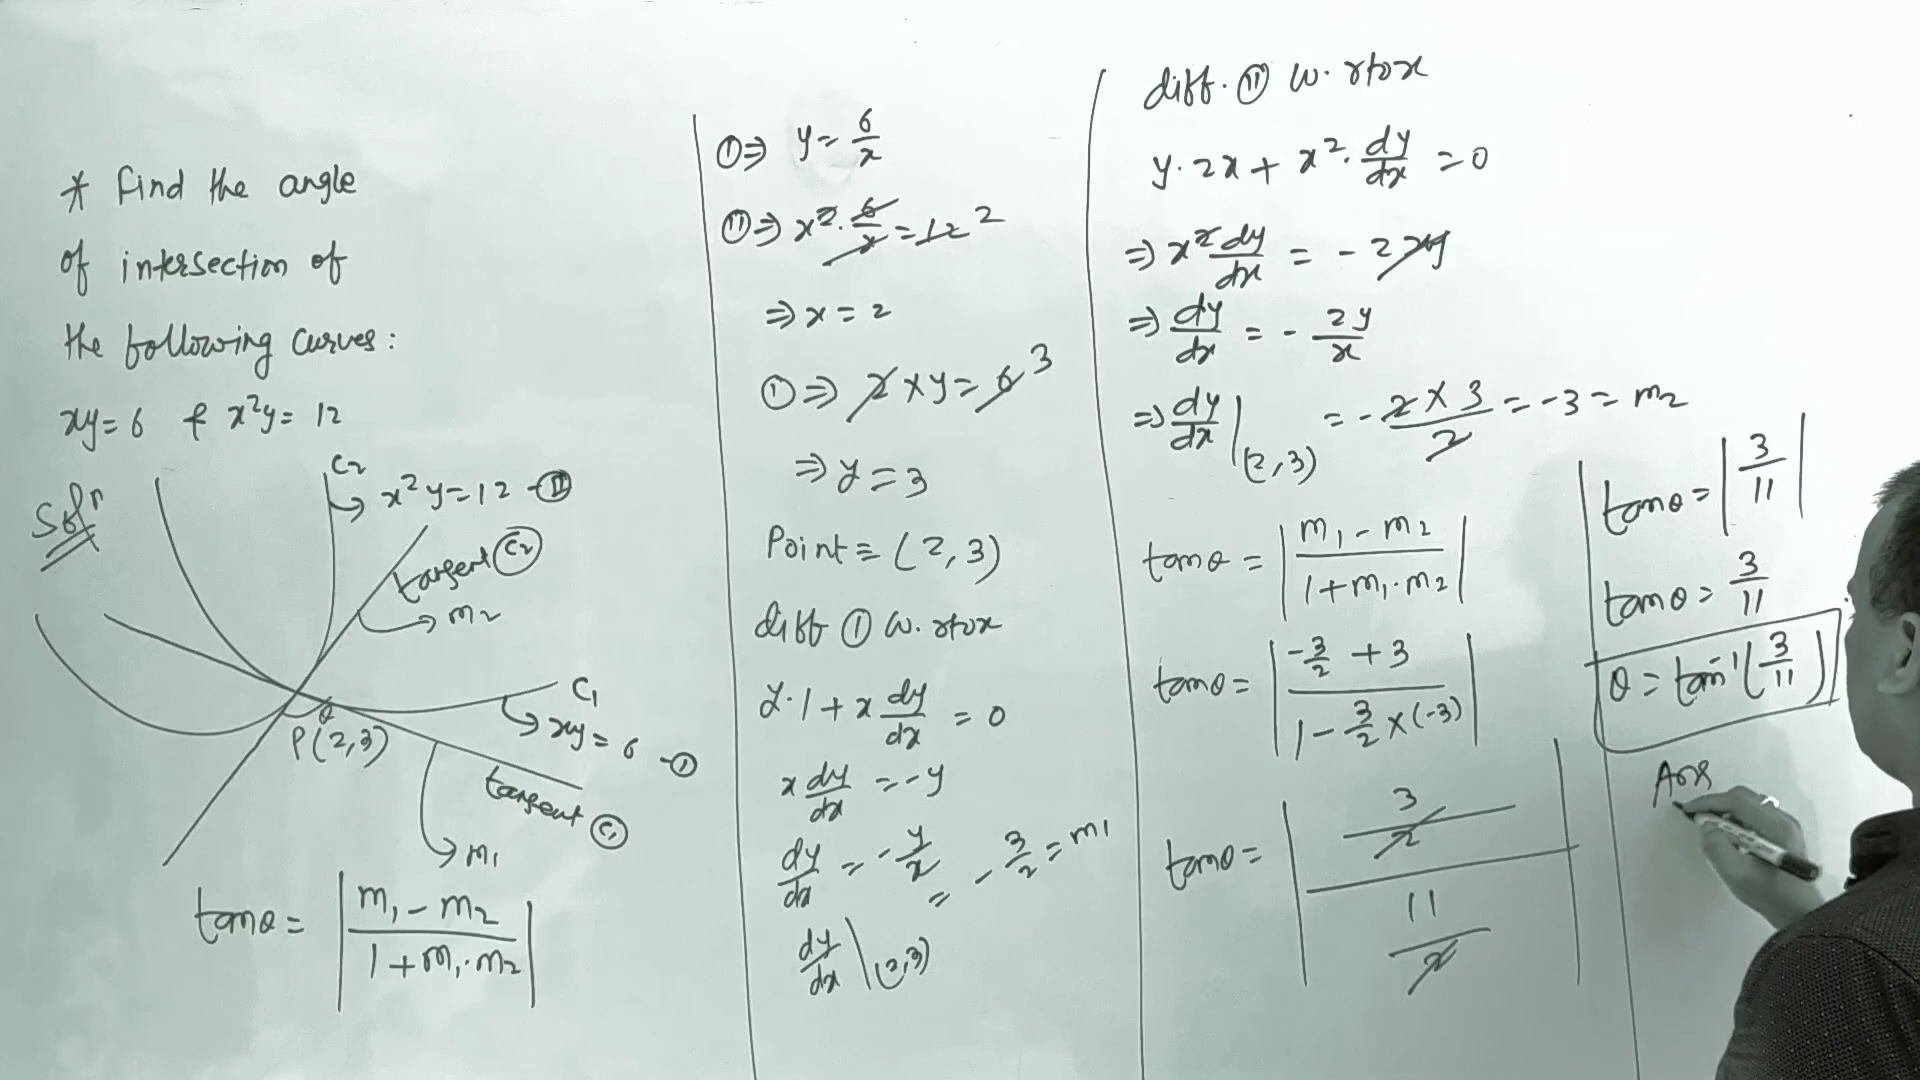 * Find the angle
of intersection of
the following curves:
xy = 6 & x²y = 12
Solⁿ
C₂
x²y = 12 - Ⅱ
tangent C₂
m₂
C₁
xy = 6 - Ⅰ
θ
P(2,3)
tangent C₁
m₁
tanθ = | (m₁ - m₂) / (1 + m₁·m₂) |
Ⅰ ⇒ y = 6/x
Ⅱ ⇒ x²·6/x = 12 2
⇒ x = 2
Ⅰ ⇒ 2 × y = 6 3
⇒ y = 3
Point = (2,3)
diff Ⅰ w.r to x
y·1 + x dy/dx = 0
x dy/dx = -y
dy/dx = -y/x = -3/2 = m₁
dy/dx |(2,3)
diff. Ⅱ w.r to x
y·2x + x²·dy/dx = 0
⇒ x² dy/dx = -2xy
⇒ dy/dx = -2y/x
⇒ dy/dx |(2,3) = -(2 × 3)/2 = -3 = m₂
tanθ = | (m₁ - m₂) / (1 + m₁·m₂) |
tanθ = | (-3/2 + 3) / (1 - 3/2 × (-3)) |
tanθ = | (3/2) / (11/2) |
tanθ = | 3/11 |
tanθ = 3/11
θ = tan⁻¹(3/11)
Ans